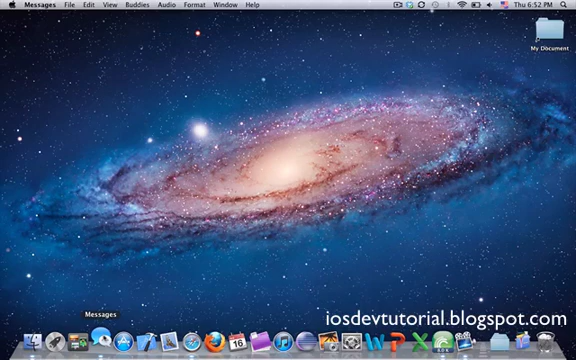 Messages File Edit View Buddies Audio Format Window Help
Thu 6:52 PM
My Document
Messages
iosdevtutorial.blogspot.com
16